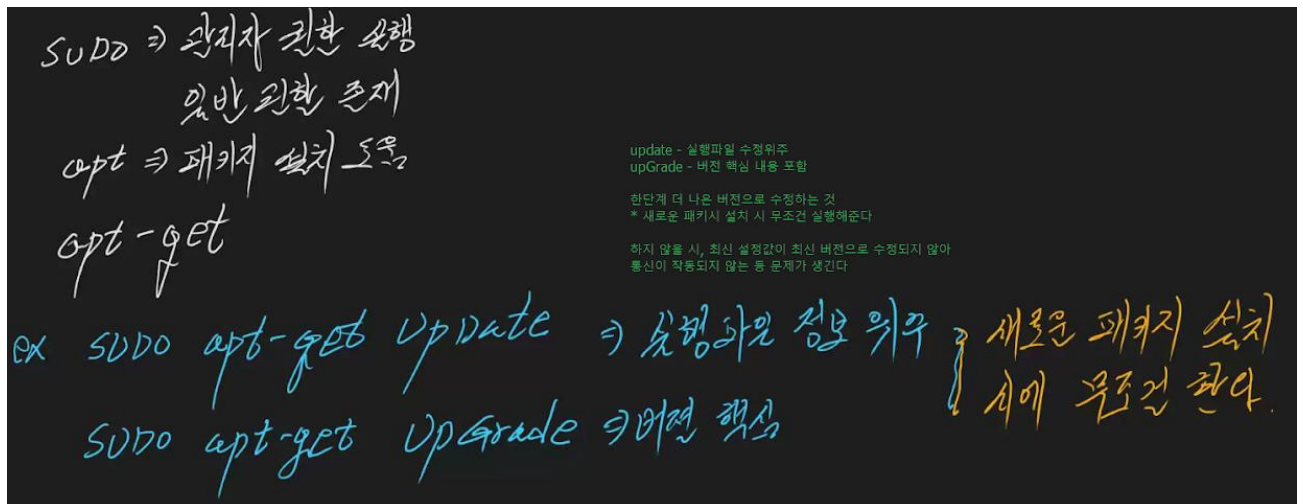 SUDO ⇒ 관리자 권한 실행
일반 권한 존재
apt ⇒ 패키지 설치 도움
apt-get
update - 실행파일 수정위주
upGrade - 버전 핵심 내용 포함
한단계 더 나은 버전으로 수정하는 것
* 새로운 패키시 설치 시 무조건 실행해준다
하지 않을 시, 최신 설정값이 최신 버전으로 수정되지 않아
통신이 작동되지 않는 등 문제가 생긴다
ex SUDO apt-get UpDate ⇒ 실행파일 정보 위주
SUDO apt-get UpGrade ⇒ 버젼 핵심
새로운 패키지 설치
시에 무조건 한다.